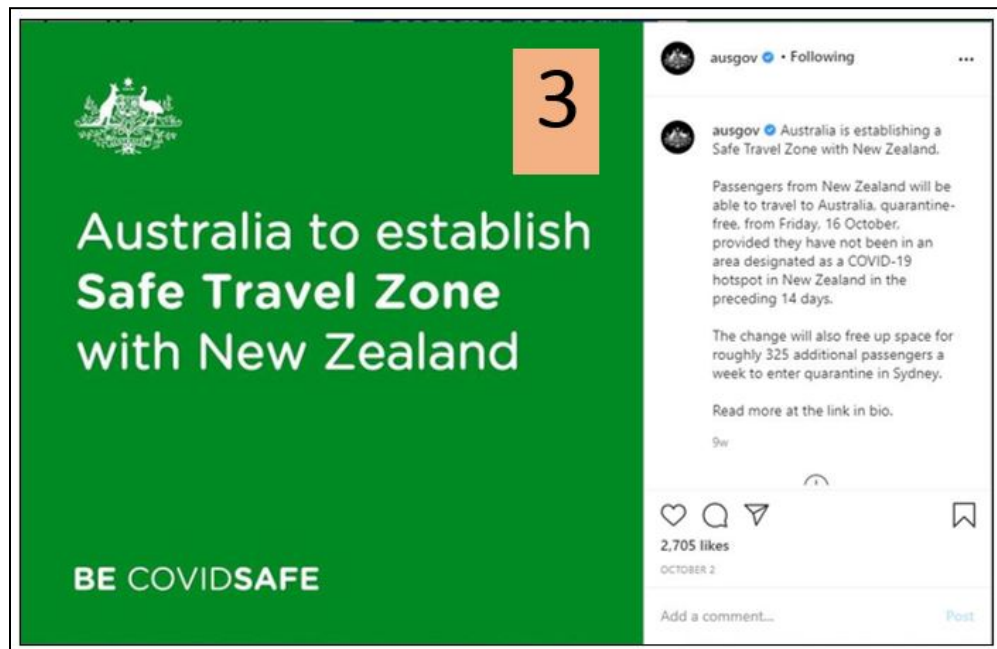 3
Australia to establish
Safe Travel Zone
with New Zealand
BE COVIDSAFE
ausgov • Following
ausgov Australia is establishing a
Safe Travel Zone with New Zealand.
Passengers from New Zealand will be
able to travel to Australia, quarantine-
free, from Friday, 16 October,
provided they have not been in an
area designated as a COVID-19
hotspot in New Zealand in the
preceding 14 days.
The change will also free up space for
roughly 325 additional passengers a
week to enter quarantine in Sydney.
Read more at the link in bio.
9w
2,705 likes
OCTOBER 2
Add a comment...
Post